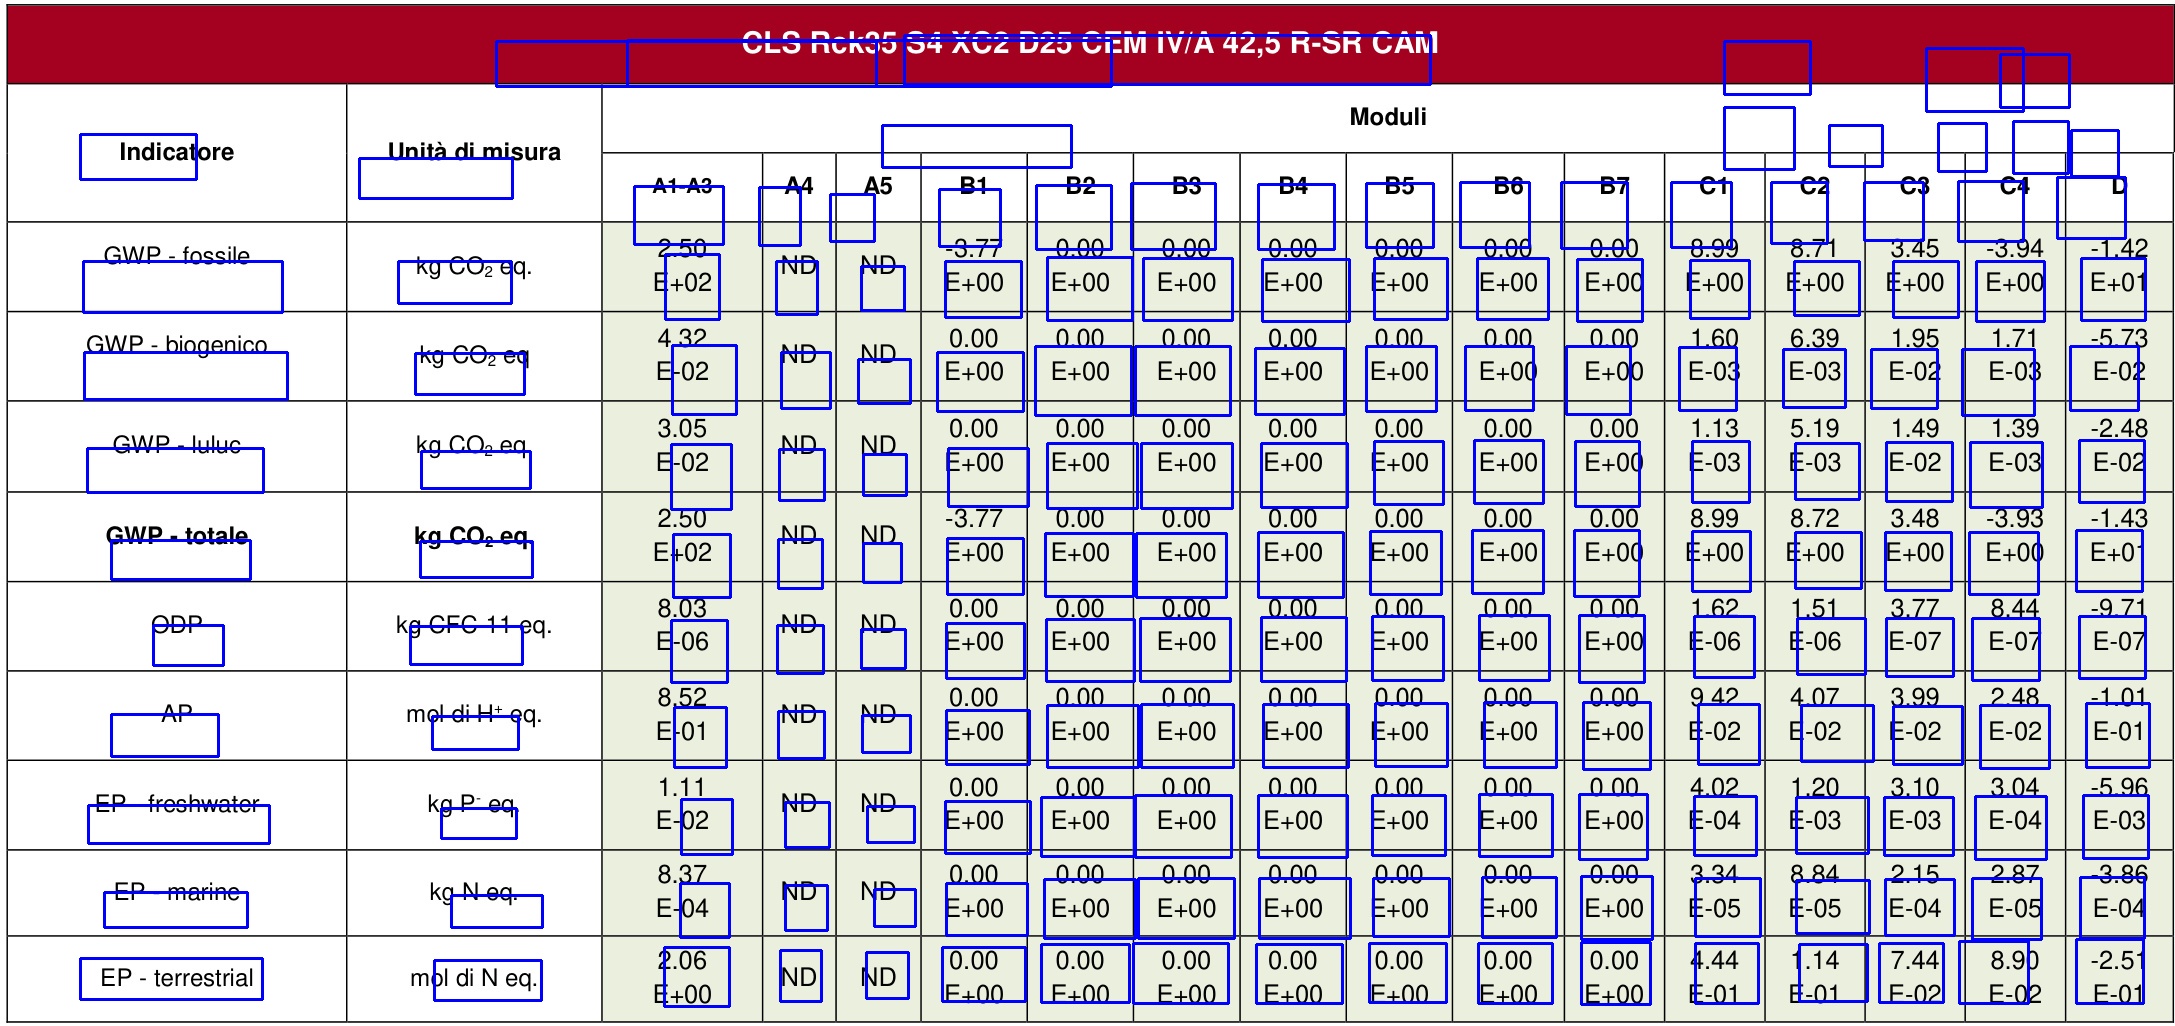 CLS Rck35 S4 XC2 D25 CEM IV/A 42,5 R-SR CAM
Indicatore Unità di misura Moduli
A1-A3 A4 A5 B1 B2 B3 B4 B5 B6 B7 C1 C2 C3 C4 D
GWP - fossile kg CO₂ eq. 2.50 E+02 ND ND -3.77 E+00 0.00 E+00 0.00 E+00 0.00 E+00 0.00 E+00 0.00 E+00 0.00 E+00 8.99 E+00 8.71 E+00 3.45 E+00 -3.94 E+00 -1.42 E+01
GWP - biogenico kg CO₂ eq 4.32 E-02 ND ND 0.00 E+00 0.00 E+00 0.00 E+00 0.00 E+00 0.00 E+00 0.00 E+00 0.00 E+00 1.60 E-03 6.39 E-03 1.95 E-02 1.71 E-03 -5.73 E-02
GWP - luluc kg CO₂ eq 3.05 E-02 ND ND 0.00 E+00 0.00 E+00 0.00 E+00 0.00 E+00 0.00 E+00 0.00 E+00 0.00 E+00 1.13 E-03 5.19 E-03 1.49 E-02 1.39 E-03 -2.48 E-02
GWP - totale kg CO₂ eq 2.50 E+02 ND ND -3.77 E+00 0.00 E+00 0.00 E+00 0.00 E+00 0.00 E+00 0.00 E+00 0.00 E+00 8.99 E+00 8.72 E+00 3.48 E+00 -3.93 E+00 -1.43 E+01
ODP kg CFC 11 eq. 8.03 E-06 ND ND 0.00 E+00 0.00 E+00 0.00 E+00 0.00 E+00 0.00 E+00 0.00 E+00 0.00 E+00 1.62 E-06 1.51 E-06 3.77 E-07 8.44 E-07 -9.71 E-07
AP mol di H⁺ eq. 8.52 E-01 ND ND 0.00 E+00 0.00 E+00 0.00 E+00 0.00 E+00 0.00 E+00 0.00 E+00 0.00 E+00 9.42 E-02 4.07 E-02 3.99 E-02 2.48 E-02 -1.01 E-01
EP - freshwater kg P⁻ eq. 1.11 E-02 ND ND 0.00 E+00 0.00 E+00 0.00 E+00 0.00 E+00 0.00 E+00 0.00 E+00 0.00 E+00 4.02 E-04 1.20 E-03 3.10 E-03 3.04 E-04 -5.96 E-03
EP - marine kg N eq. 8.37 E-04 ND ND 0.00 E+00 0.00 E+00 0.00 E+00 0.00 E+00 0.00 E+00 0.00 E+00 0.00 E+00 3.34 E-05 8.84 E-05 2.15 E-04 2.87 E-05 -3.86 E-04
EP - terrestrial mol di N eq. 2.06 E+00 ND ND 0.00 E+00 0.00 E+00 0.00 E+00 0.00 E+00 0.00 E+00 0.00 E+00 0.00 E+00 4.44 E-01 1.14 E-01 7.44 E-02 8.90 E-02 -2.51 E-01